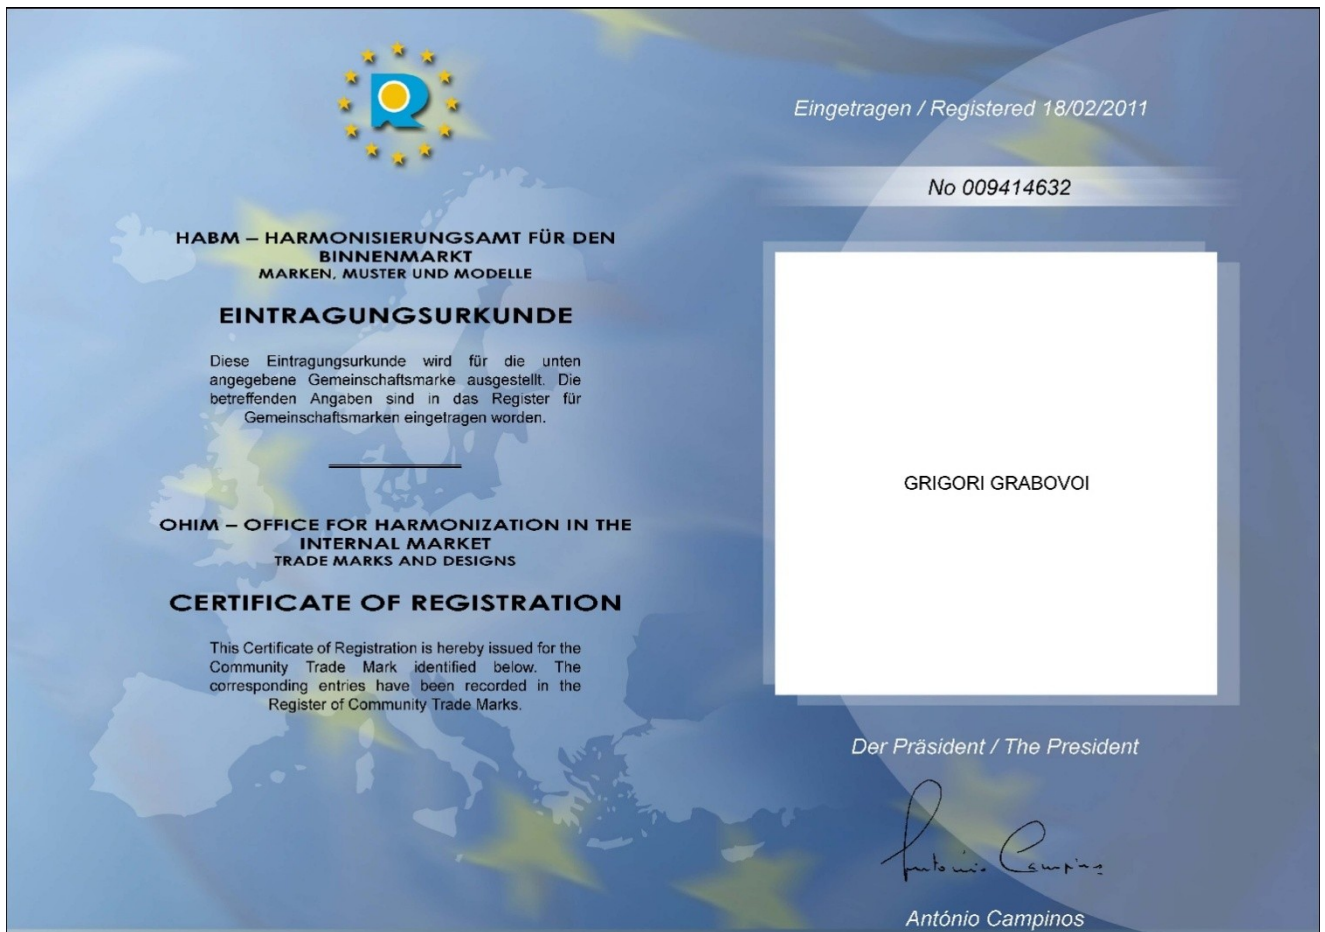 HABM – HARMONISIERUNGSAMT FÜR DEN
BINNENMARKT
MARKEN, MUSTER UND MODELLE
EINTRAGUNGSURKUNDE
Diese Eintragungsurkunde wird für die unten
angegebene Gemeinschaftsmarke ausgestellt. Die
betreffenden Angaben sind in das Register für
Gemeinschaftsmarken eingetragen worden.
OHIM – OFFICE FOR HARMONIZATION IN THE
INTERNAL MARKET
TRADE MARKS AND DESIGNS
CERTIFICATE OF REGISTRATION
This Certificate of Registration is hereby issued for the
Community Trade Mark identified below. The
corresponding entries have been recorded in the
Register of Community Trade Marks.
Eingetragen / Registered 18/02/2011
No 009414632
GRIGORI GRABOVOI
Der Präsident / The President
António Campinos
António Campinos